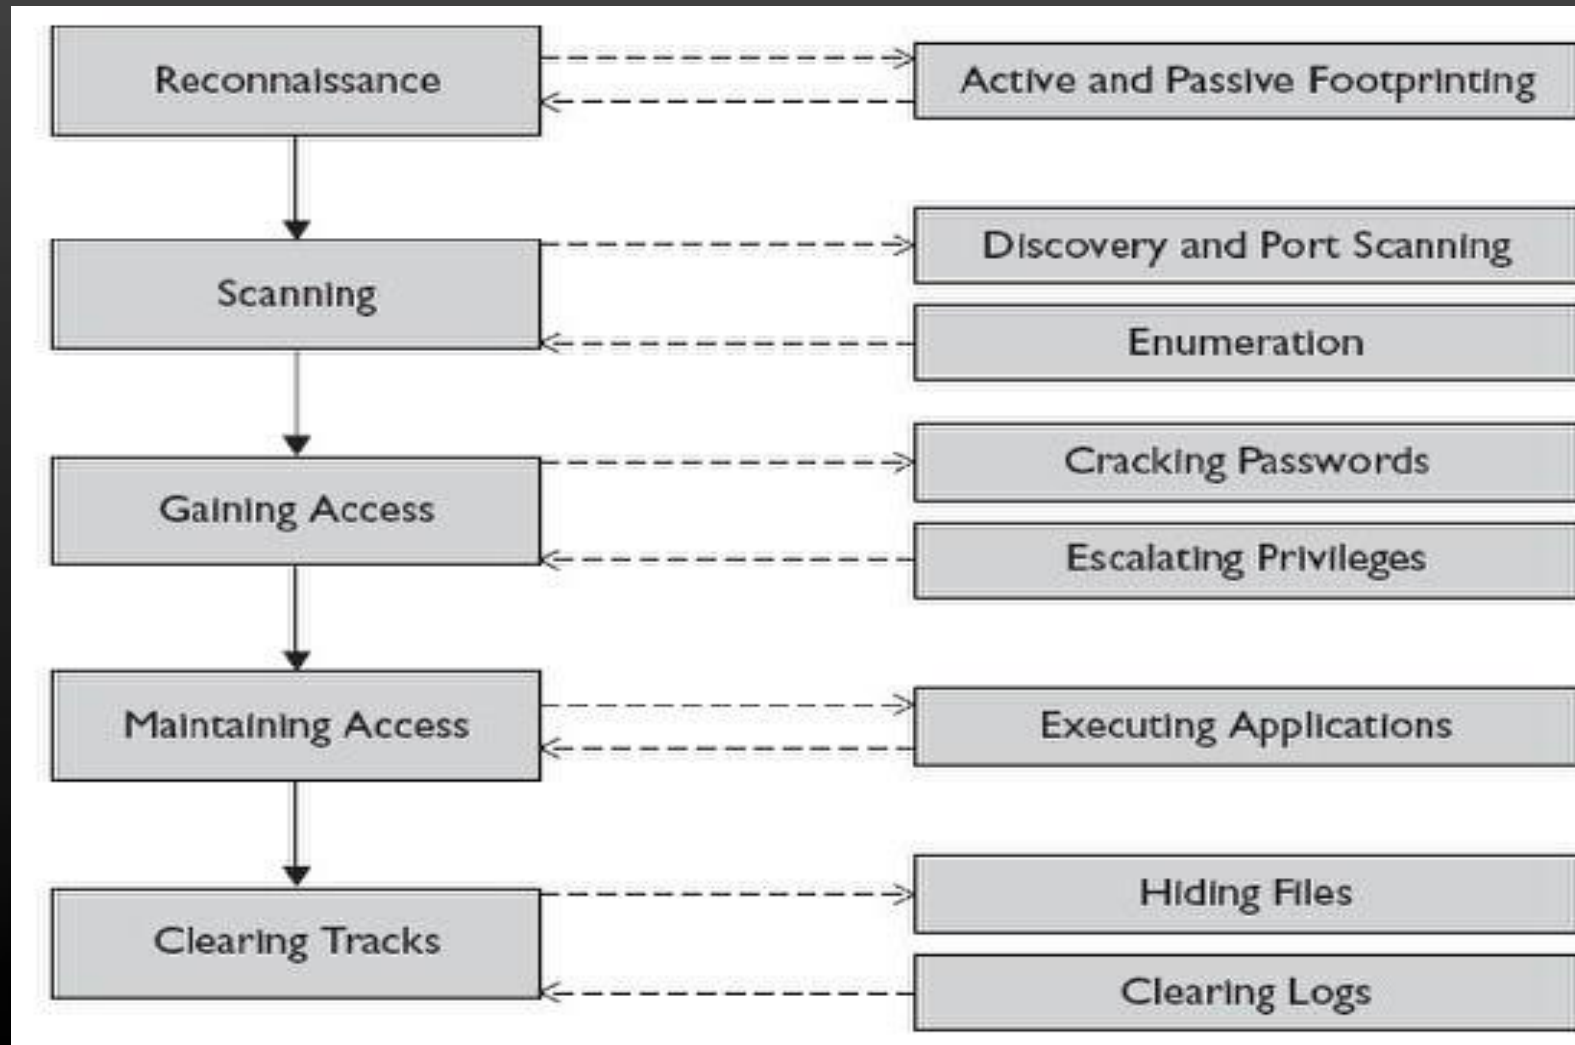 Reconnaissance
Active and Passive Footprinting
Scanning
Discovery and Port Scanning
Enumeration
Gaining Access
Cracking Passwords
Escalating Privileges
Maintaining Access
Executing Applications
Clearing Tracks
Hiding Files
Clearing Logs